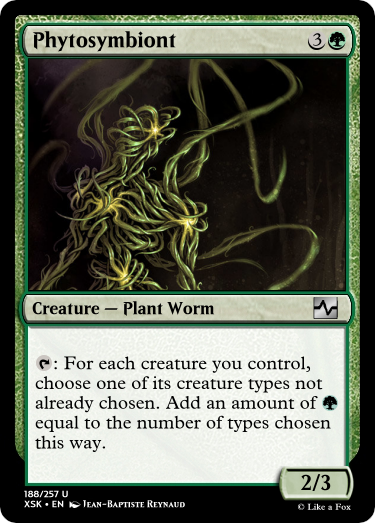 Phytosymbiont 3
Creature — Plant Worm
: For each creature you control,
choose one of its creature types not
already chosen. Add an amount of
equal to the number of types chosen
this way.
2/3
188/257 U
XSK • EN Jean-Baptiste Reynaud
© Like a Fox